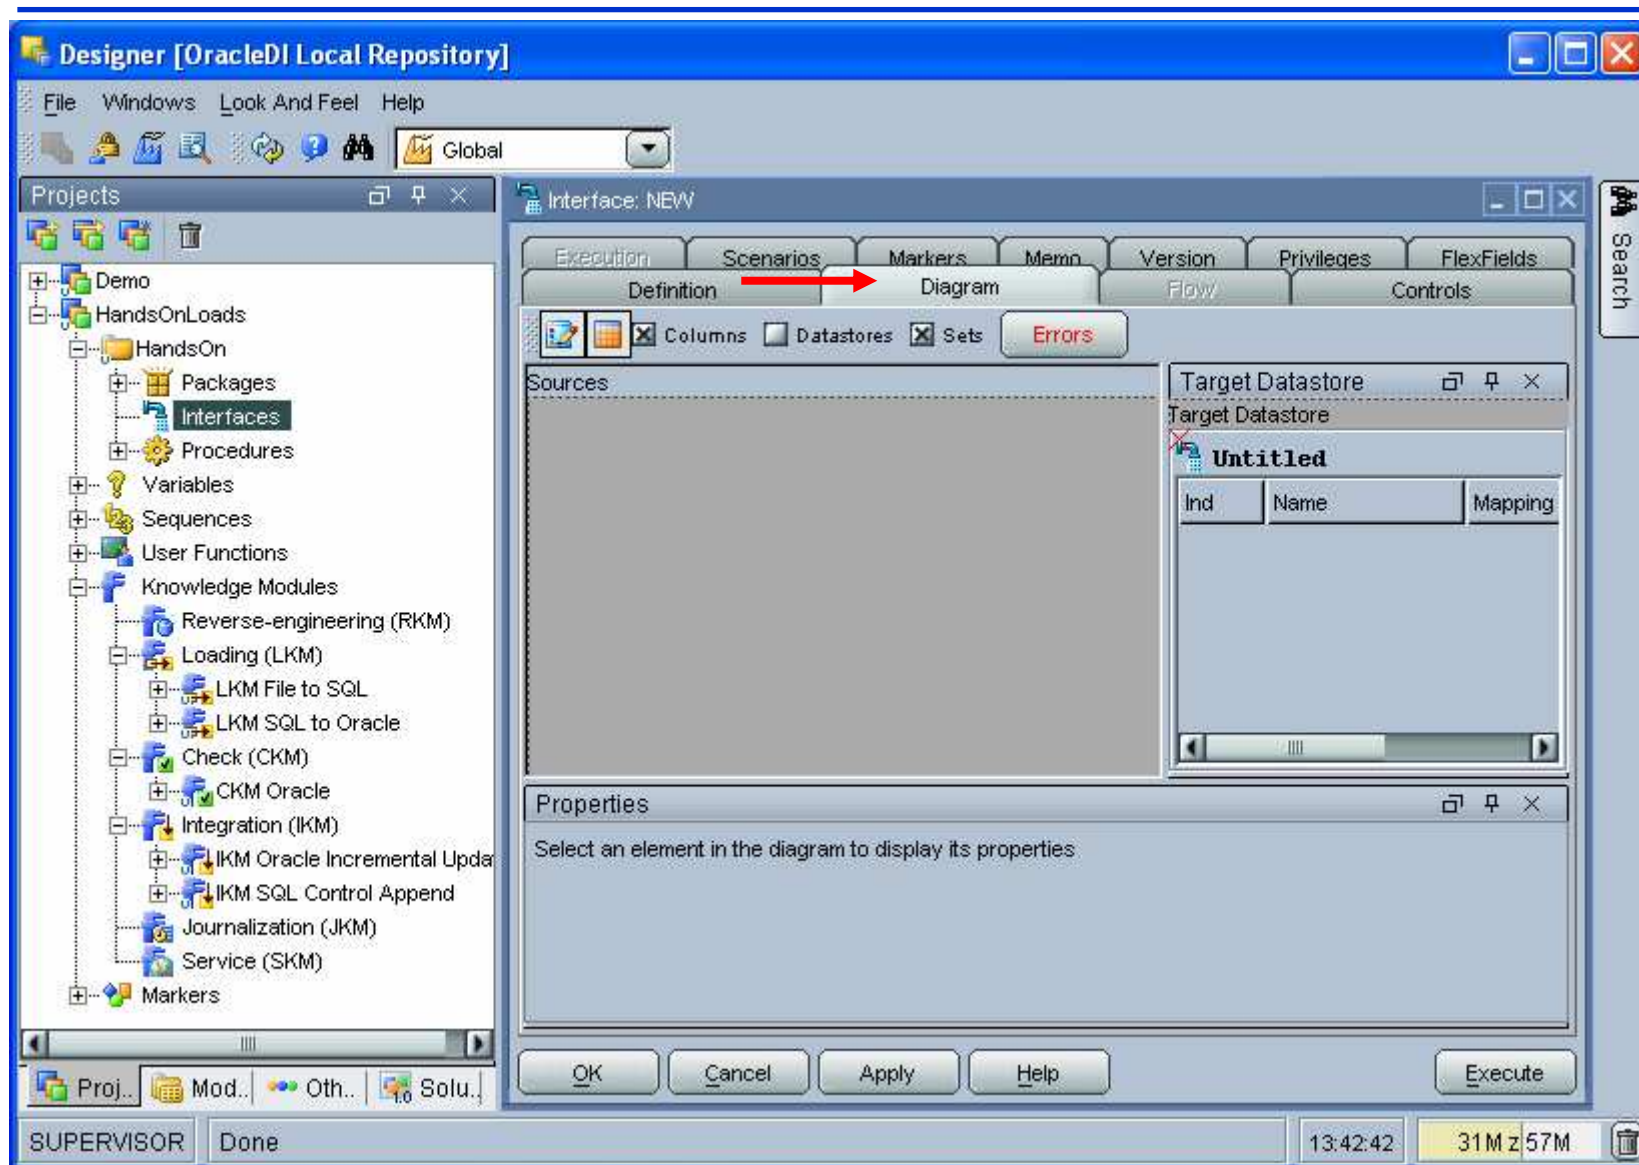 Designer [OracleDI Local Repository]
File Windows Look And Feel Help
Global
Projects
Demo
HandsOnLoads
HandsOn
Packages
Interfaces
Procedures
Variables
Sequences
User Functions
Knowledge Modules
Reverse-engineering (RKM)
Loading (LKM)
LKM File to SQL
LKM SQL to Oracle
Check (CKM)
CKM Oracle
Integration (IKM)
IKM Oracle Incremental Updat
IKM SQL Control Append
Journalization (JKM)
Service (SKM)
Markers
Proj.. Mod.. Oth.. Solu..
Interface: NEW
Execution Scenarios Markers Memo Version Privileges FlexFields
Definition Diagram Flow Controls
Columns Datastores Sets Errors
Sources
Target Datastore
Target Datastore
Untitled
Ind Name Mapping
Properties
Select an element in the diagram to display its properties
OK Cancel Apply Help Execute
Search
SUPERVISOR Done 13:42:42 31M z 57M